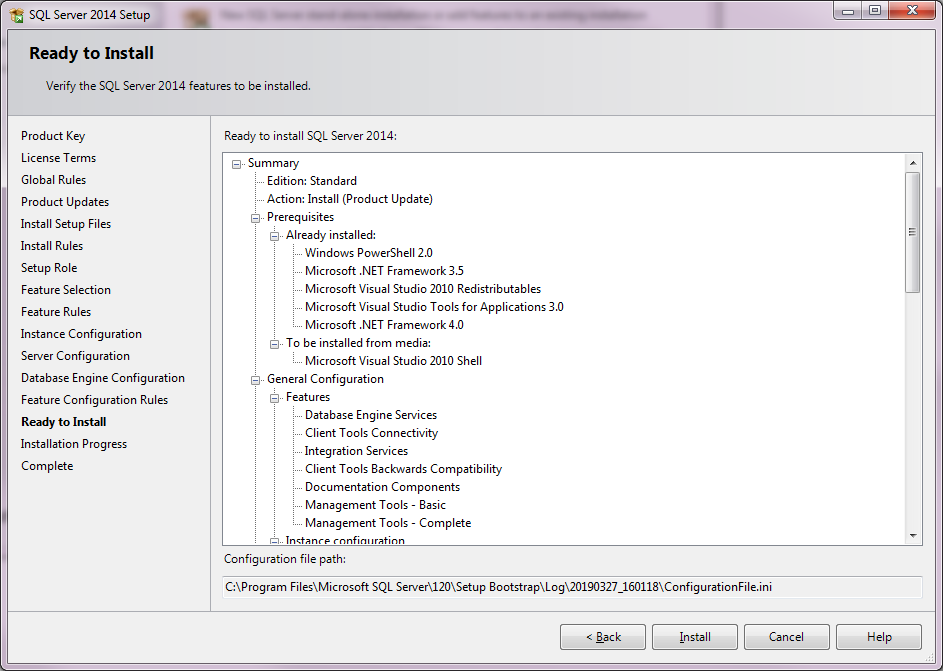 SQL Server 2014 Setup
Ready to Install
Verify the SQL Server 2014 features to be installed.
Product Key
License Terms
Global Rules
Product Updates
Install Setup Files
Install Rules
Setup Role
Feature Selection
Feature Rules
Instance Configuration
Server Configuration
Database Engine Configuration
Feature Configuration Rules
Ready to Install
Installation Progress
Complete
Ready to install SQL Server 2014:
Summary
Edition: Standard
Action: Install (Product Update)
Prerequisites
Already installed:
Windows PowerShell 2.0
Microsoft .NET Framework 3.5
Microsoft Visual Studio 2010 Redistributables
Microsoft Visual Studio Tools for Applications 3.0
Microsoft .NET Framework 4.0
To be installed from media:
Microsoft Visual Studio 2010 Shell
General Configuration
Features
Database Engine Services
Client Tools Connectivity
Integration Services
Client Tools Backwards Compatibility
Documentation Components
Management Tools - Basic
Management Tools - Complete
Instance configuration
Configuration file path:
C:\Program Files\Microsoft SQL Server\120\Setup Bootstrap\Log\20190327_160118\ConfigurationFile.ini
< Back
Install
Cancel
Help